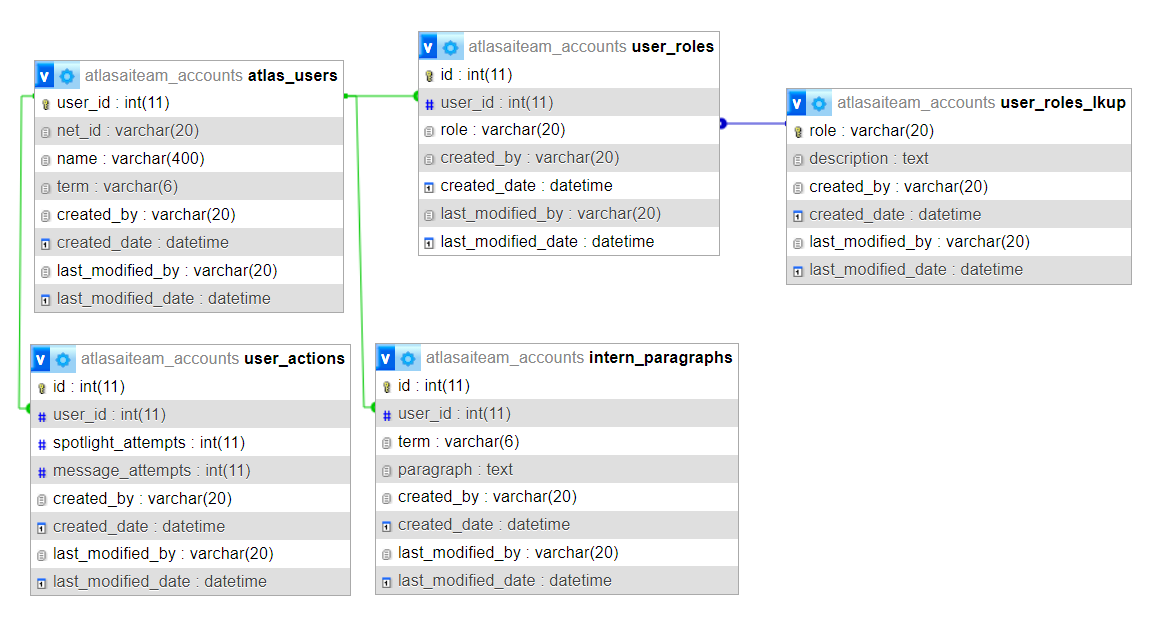 v atlasaiteam_accounts atlas_users
user_id : int(11)
net_id : varchar(20)
name : varchar(400)
term : varchar(6)
created_by : varchar(20)
created_date : datetime
last_modified_by : varchar(20)
last_modified_date : datetime
v atlasaiteam_accounts user_roles
id : int(11)
# user_id : int(11)
role : varchar(20)
created_by : varchar(20)
created_date : datetime
last_modified_by : varchar(20)
last_modified_date : datetime
v atlasaiteam_accounts user_roles_lkup
role : varchar(20)
description : text
created_by : varchar(20)
created_date : datetime
last_modified_by : varchar(20)
last_modified_date : datetime
v atlasaiteam_accounts user_actions
id : int(11)
# user_id : int(11)
# spotlight_attempts : int(11)
# message_attempts : int(11)
created_by : varchar(20)
created_date : datetime
last_modified_by : varchar(20)
last_modified_date : datetime
v atlasaiteam_accounts intern_paragraphs
id : int(11)
# user_id : int(11)
term : varchar(6)
paragraph : text
created_by : varchar(20)
created_date : datetime
last_modified_by : varchar(20)
last_modified_date : datetime